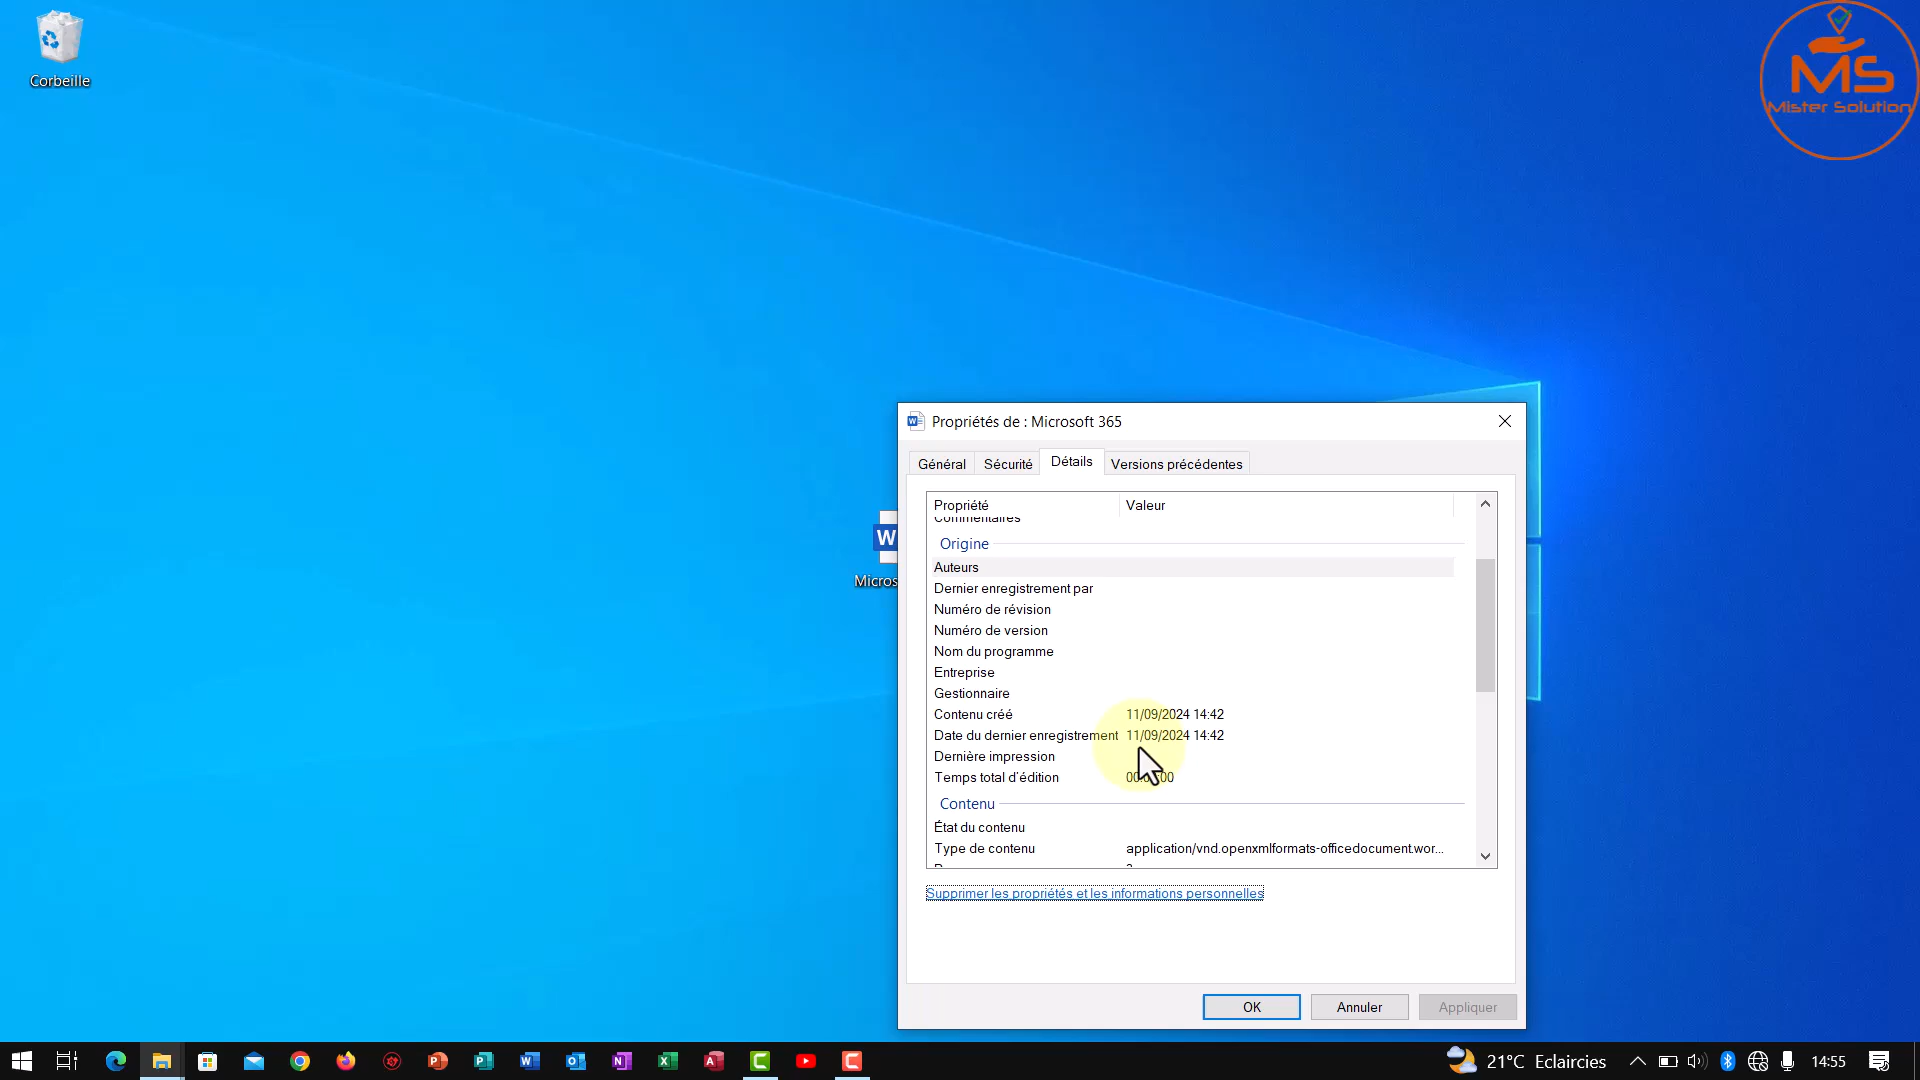 Corbeille
MS
Mister Solution
Micros
Propriétés de : Microsoft 365
Général
Sécurité
Détails
Versions précédentes
Propriété Valeur
Commentaires
Origine
Auteurs
Dernier enregistrement par
Numéro de révision
Numéro de version
Nom du programme
Entreprise
Gestionnaire
Contenu créé 11/09/2024 14:42
Date du dernier enregistrement 11/09/2024 14:42
Dernière impression
Temps total d'édition
Contenu
État du contenu
Type de contenu application/vnd.openxmlformats-officedocument.wor...
Supprimer les propriétés et les informations personnelles
OK
Annuler
Appliquer
21°C Eclaircies
14:55